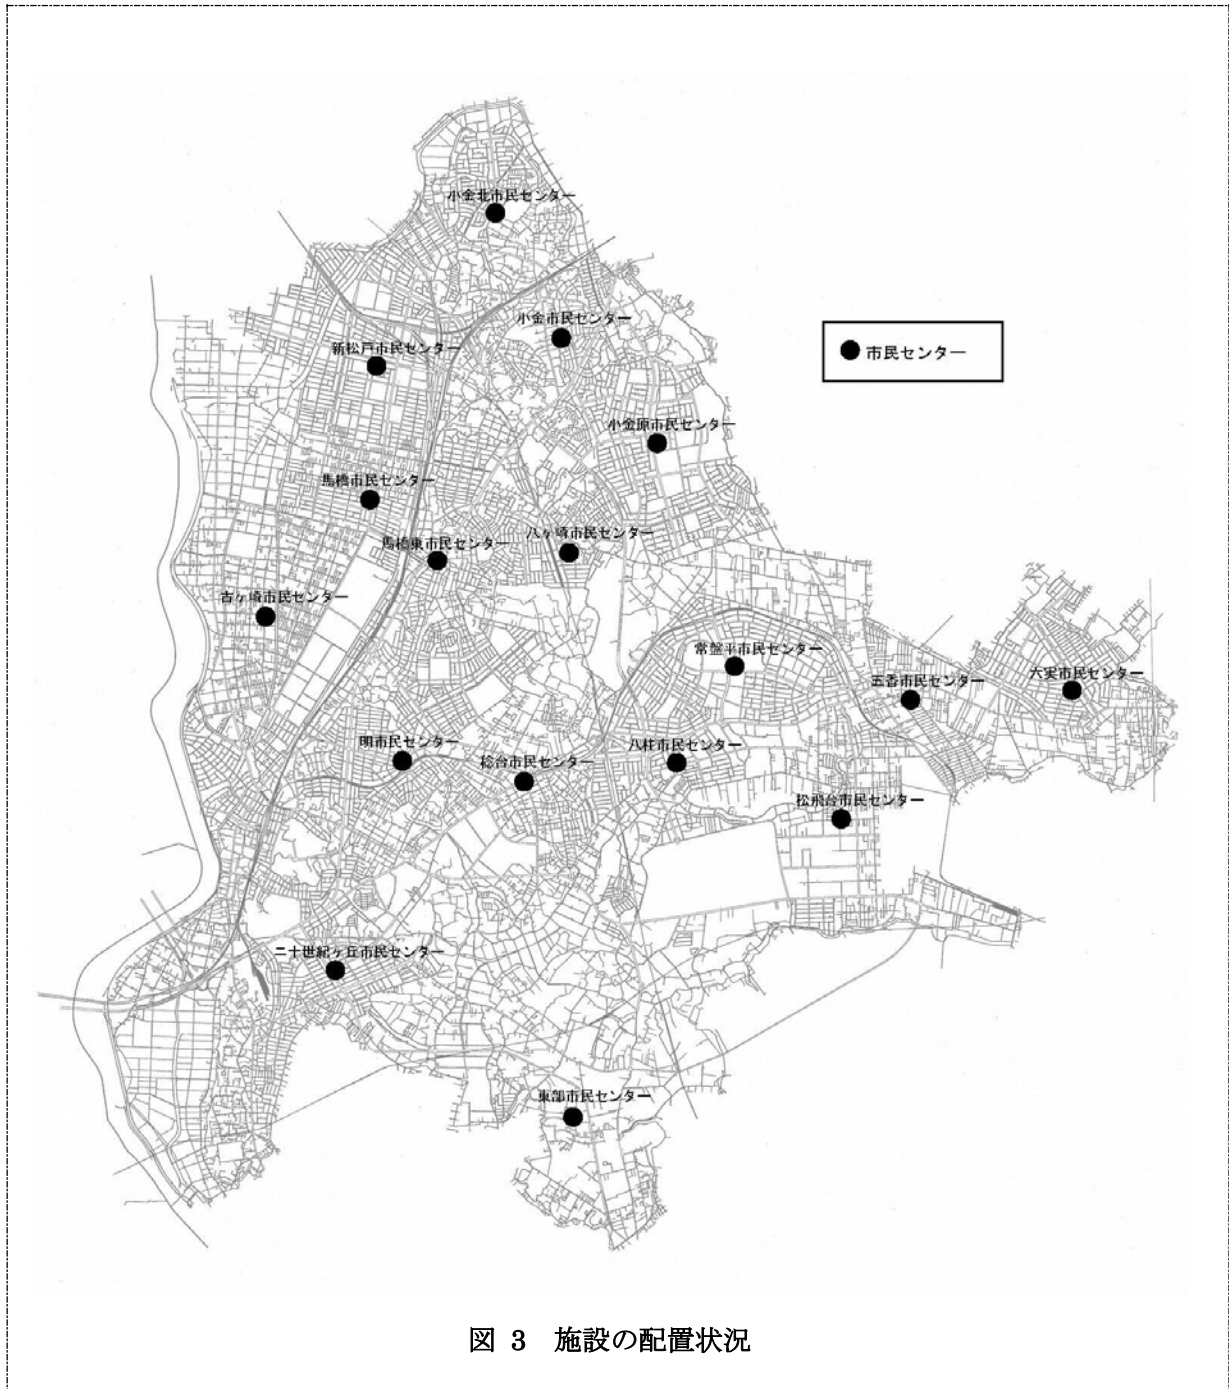 小金北市民センター
小金市民センター
新松戸市民センター
市民センター
小金原市民センター
馬橋市民センター
八ヶ崎市民センター
馬橋東市民センター
古ヶ崎市民センター
常盤平市民センター
六実市民センター
五香市民センター
明市民センター
八柱市民センター
稔台市民センター
松飛台市民センター
二十世紀ヶ丘市民センター
東部市民センター
図 3 施設の配置状況